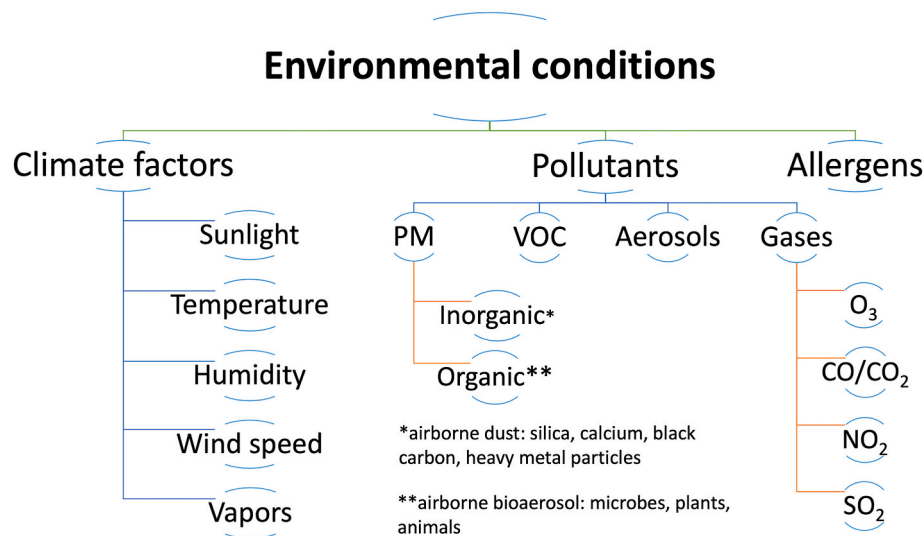 Environmental conditions
Climate factors
Pollutants
Allergens
Sunlight
Temperature
Humidity
Wind speed
Vapors
PM
VOC
Aerosols
Gases
Inorganic*
Organic**
O₃
CO/CO₂
NO₂
SO₂
*airborne dust: silica, calcium, black
carbon, heavy metal particles
**airborne bioaerosol: microbes, plants,
animals